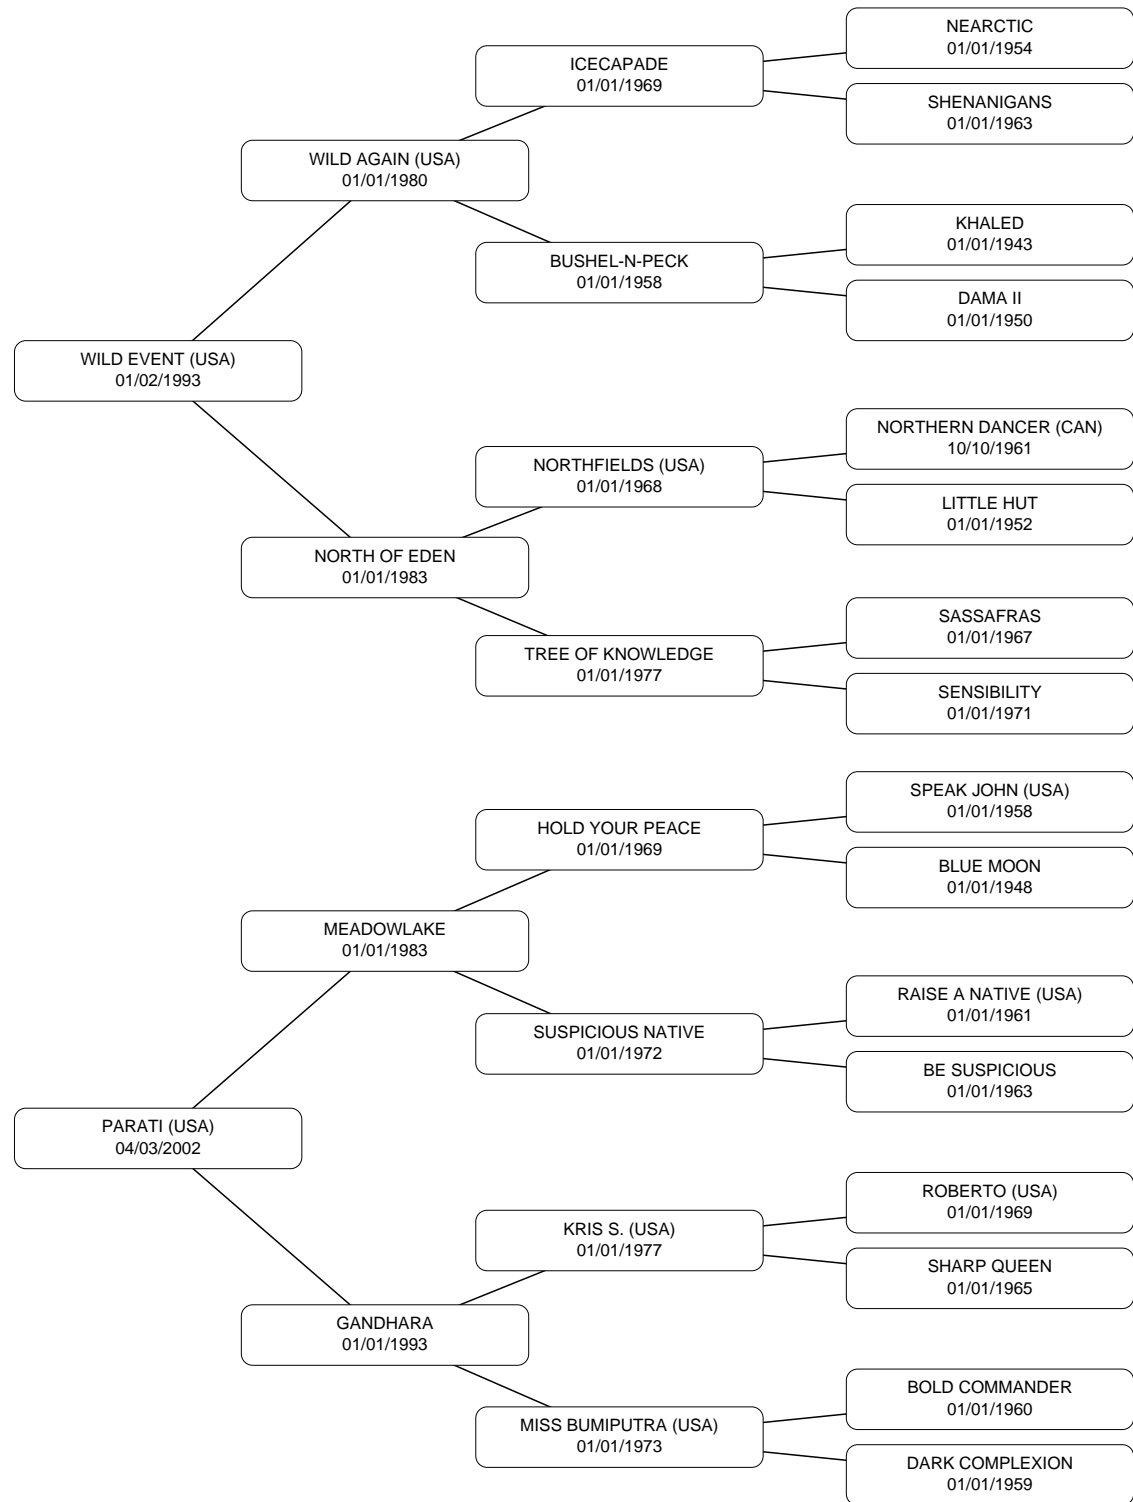 NEARCTIC
01/01/1954
ICECAPADE
01/01/1969
SHENANIGANS
01/01/1963
WILD AGAIN (USA)
01/01/1980
KHALED
01/01/1943
BUSHEL-N-PECK
01/01/1958
DAMA II
01/01/1950
WILD EVENT (USA)
01/02/1993
NORTHERN DANCER (CAN)
10/10/1961
NORTHFIELDS (USA)
01/01/1968
LITTLE HUT
01/01/1952
NORTH OF EDEN
01/01/1983
SASSAFRAS
01/01/1967
TREE OF KNOWLEDGE
01/01/1977
SENSIBILITY
01/01/1971
SPEAK JOHN (USA)
01/01/1958
HOLD YOUR PEACE
01/01/1969
BLUE MOON
01/01/1948
MEADOWLAKE
01/01/1983
RAISE A NATIVE (USA)
01/01/1961
SUSPICIOUS NATIVE
01/01/1972
BE SUSPICIOUS
01/01/1963
PARATI (USA)
04/03/2002
ROBERTO (USA)
01/01/1969
KRIS S. (USA)
01/01/1977
SHARP QUEEN
01/01/1965
GANDHARA
01/01/1993
BOLD COMMANDER
01/01/1960
MISS BUMIPUTRA (USA)
01/01/1973
DARK COMPLEXION
01/01/1959